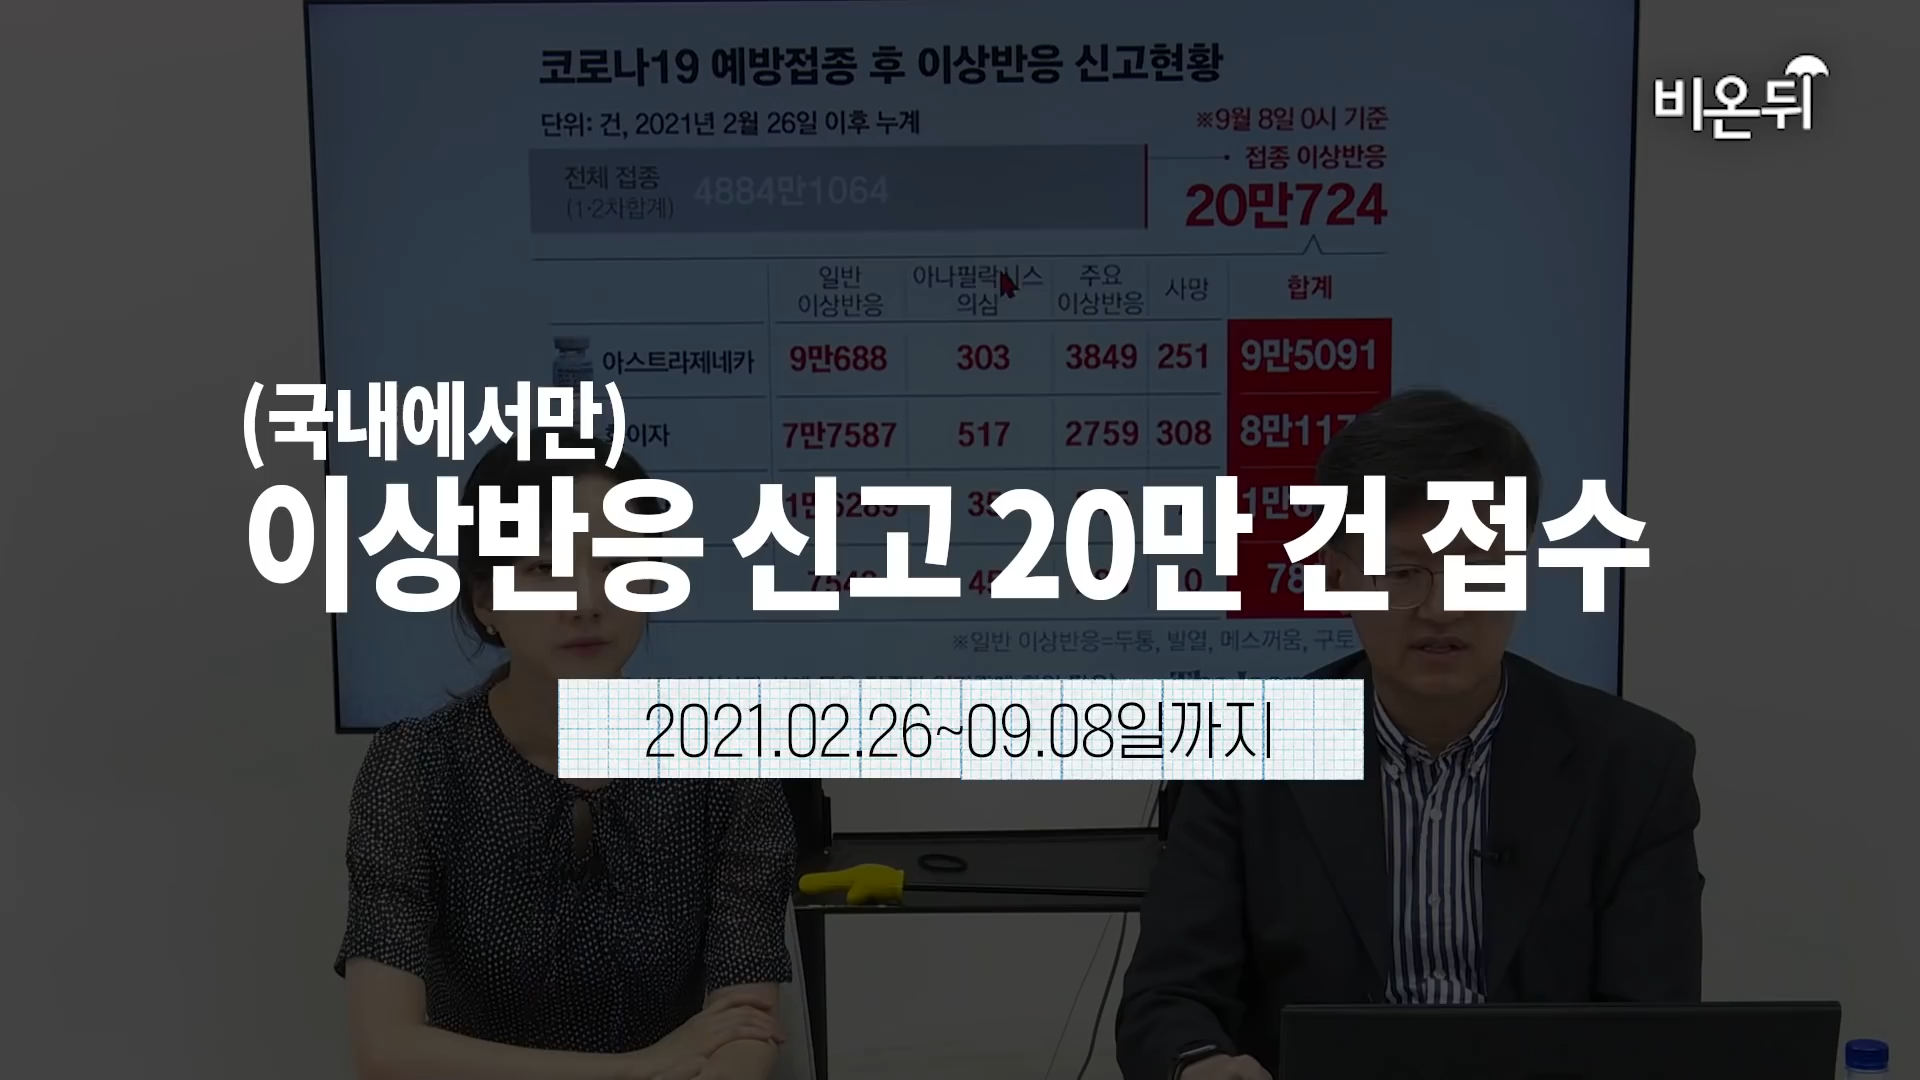 코로나19 예방접종 후 이상반응 신고현황
비온뒤
단위: 건, 2021년 2월 26일 이후 누계
※9월 8일 0시 기준
전체 접종
(1·2차합계)
4884만1064
접종 이상반응
20만724
일반 이상반응 아나필락시스 의심 주요 이상반응 사망 합계
아스트라제네카 9만688 303 3849 251 9만5091
7만7587 517 2759 308
(국내에서만)
이상반응 신고 20만 건 접수
※일반 이상반응=두통, 발열, 메스꺼움, 구토
2021.02.26~09.08일까지